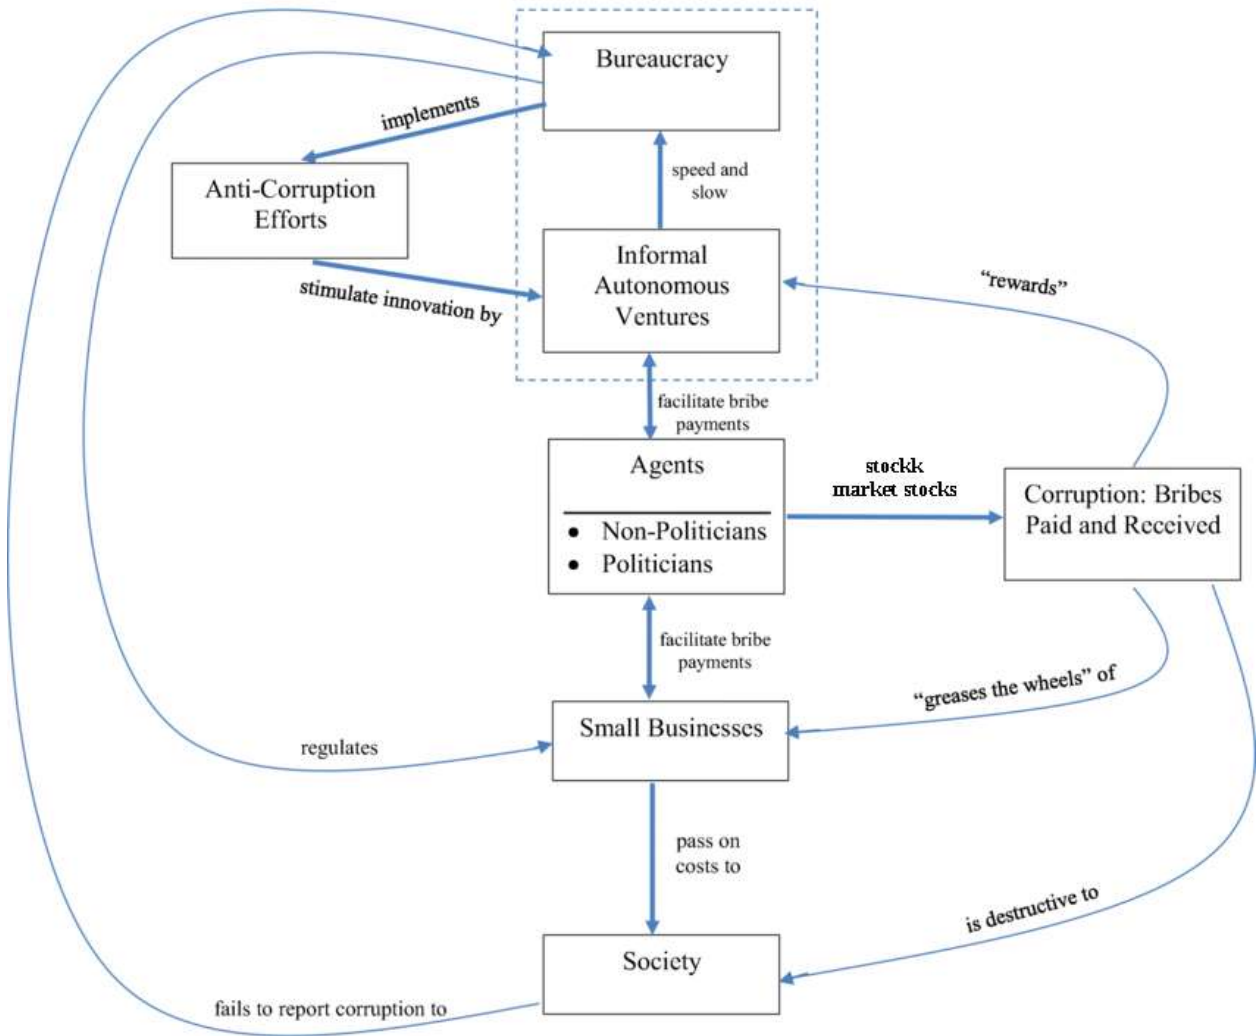 Bureaucracy
implements
speed and
slow
Anti-Corruption
Efforts
stimulate innovation by
Informal
Autonomous
Ventures
“rewards”
facilitate bribe
payments
Agents
● Non-Politicians
● Politicians
stockk
market stocks
Corruption: Bribes
Paid and Received
facilitate bribe
payments
“greases the wheels” of
Small Businesses
regulates
pass on
costs to
is destructive to
Society
fails to report corruption to